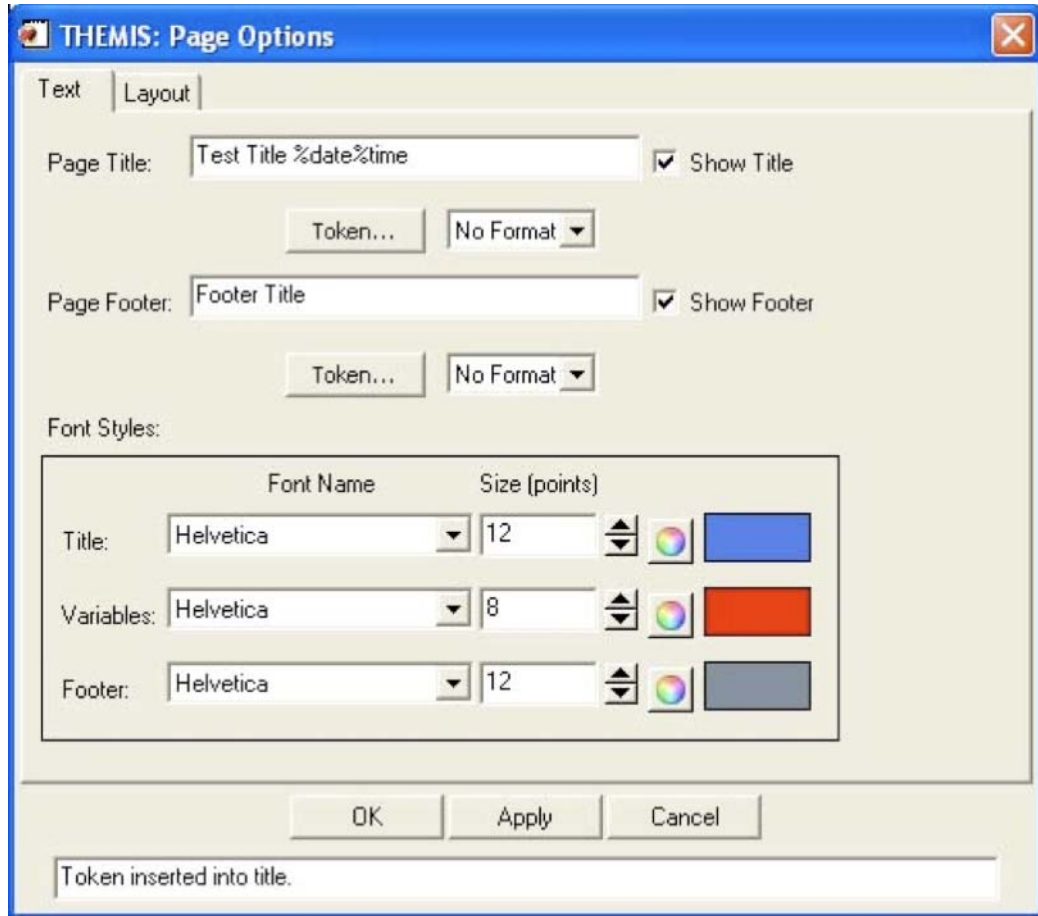 THEMIS: Page Options
Text Layout
Page Title: Test Title %date%time Show Title
Token... No Format
Page Footer: Footer Title Show Footer
Token... No Format
Font Styles:
Font Name Size (points)
Title: Helvetica 12
Variables: Helvetica 8
Footer: Helvetica 12
OK Apply Cancel
Token inserted into title.